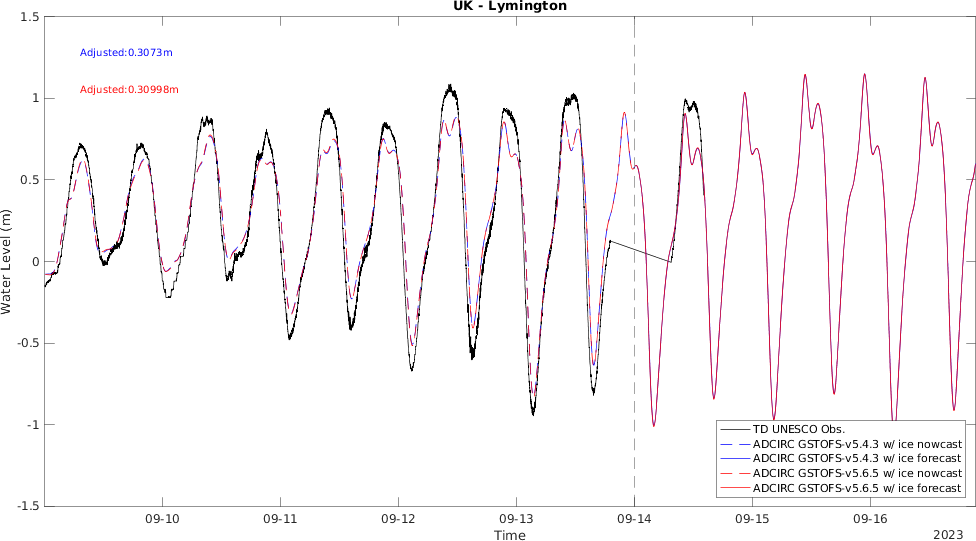 UK - Lymington
1.5
Adjusted:0.3073m
Adjusted:0.30998m
1
0.5
0
-0.5
-1
-1.5
Water Level (m)
TD UNESCO Obs.
ADCIRC GSTOFS-v5.4.3 w/ ice nowcast
ADCIRC GSTOFS-v5.4.3 w/ ice forecast
ADCIRC GSTOFS-v5.6.5 w/ ice nowcast
ADCIRC GSTOFS-v5.6.5 w/ ice forecast
09-10 09-11 09-12 09-13 09-14 09-15 09-16
Time
2023